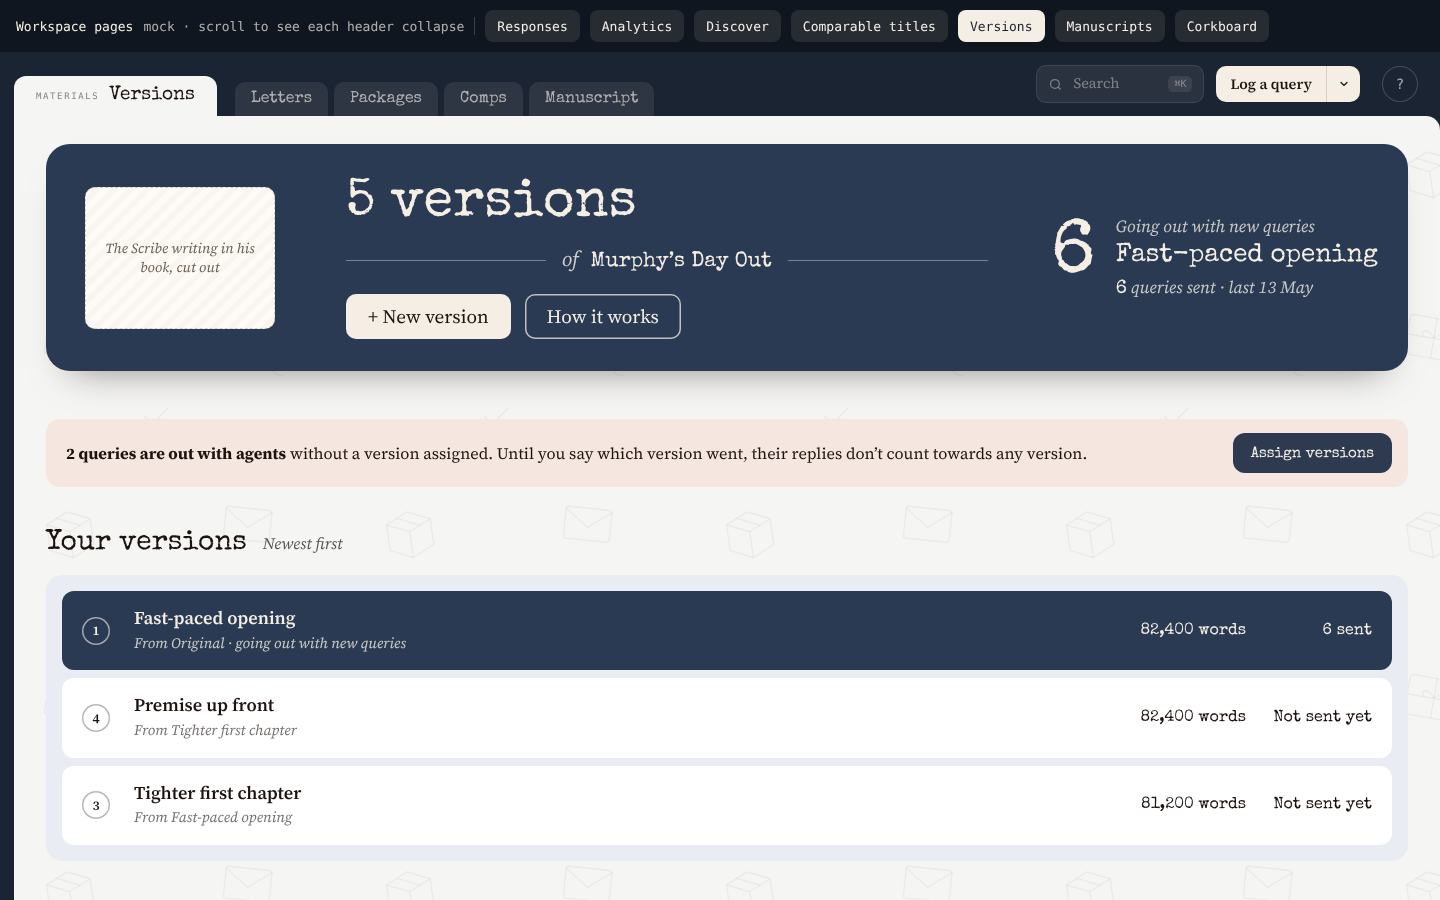 Workspace pages mock · scroll to see each header collapse Responses Analytics Discover Comparable titles Versions Manuscripts Corkboard
MATERIALS Versions Letters Packages Comps Manuscript Search ⌘K Log a query ?
The Scribe writing in his
book, cut out
5 versions
of Murphy’s Day Out
+ New version How it works
6
Going out with new queries
Fast-paced opening
6 queries sent · last 13 May
2 queries are out with agents without a version assigned. Until you say which version went, their replies don’t count towards any version. Assign versions
Your versions Newest first
1 Fast-paced opening 82,400 words 6 sent
From Original · going out with new queries
4 Premise up front 82,400 words Not sent yet
From Tighter first chapter
3 Tighter first chapter 81,200 words Not sent yet
From Fast-paced opening